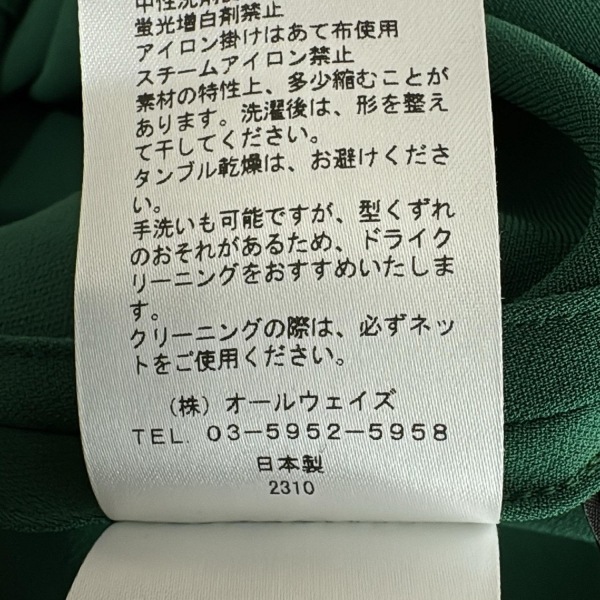 中性洗剤
蛍光増白剤禁止
アイロン掛けはあて布使用
スチームアイロン禁止
素材の特性上、多少縮むことが
あります。洗濯後は、形を整え
て干してください。
タンブル乾燥は、お避けくださ
い。
手洗いも可能ですが、型くずれ
のおそれがあるため、ドライク
リーニングをおすすめいたしま
す。
クリーニングの際は、必ずネッ
トをご使用ください。
（株）オールウェイズ
TEL. 03-5952-5958
日本製
2310